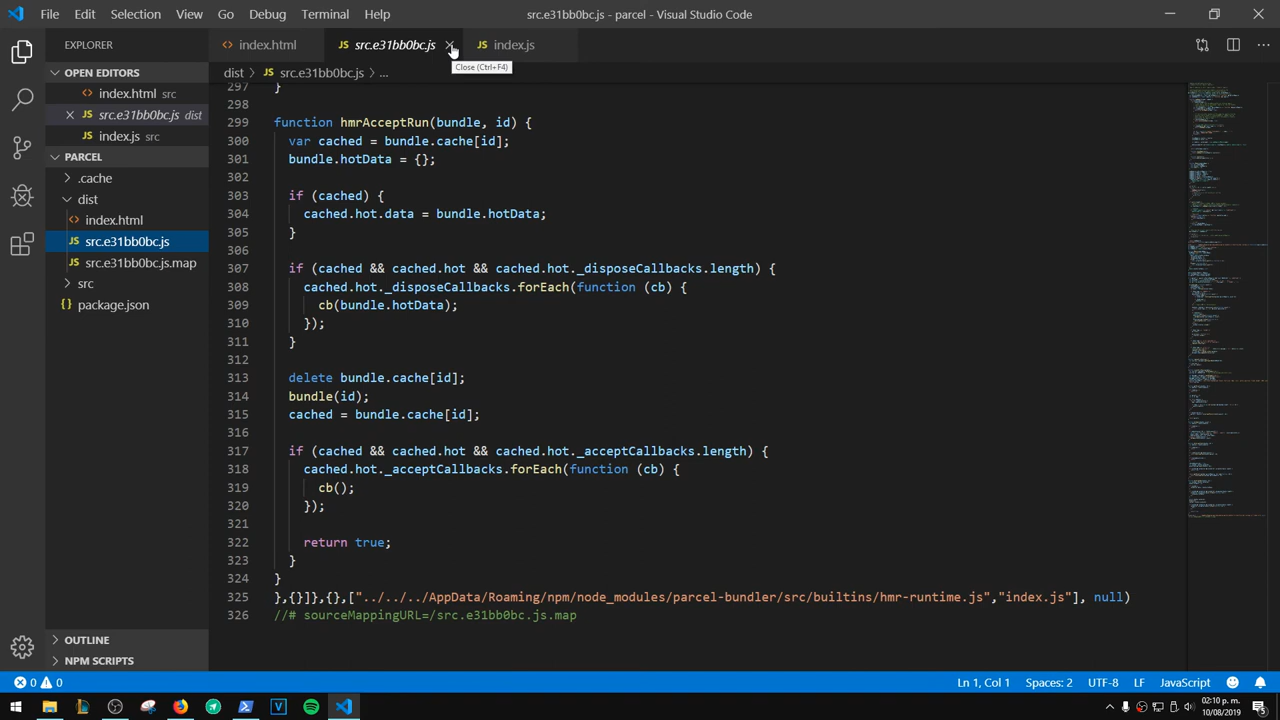 File Edit Selection View Go Debug Terminal Help
src.e31bb0bc.js - parcel - Visual Studio Code
EXPLORER
OPEN EDITORS
index.html src
src.e31bb0bc.js dist
index.js src
PARCEL
.cache
dist
index.html
JS src.e31bb0bc.js
JS src.e31bb0bc.js.map
src
package.json
OUTLINE
NPM SCRIPTS
index.html
JS src.e31bb0bc.js
JS index.js
Close (Ctrl+F4)
dist > JS src.e31bb0bc.js > ...
297 }
298
299 function hmrAcceptRun(bundle, id) {
300 var cached = bundle.cache[id];
301 bundle.hotData = {};
302
303 if (cached) {
304 cached.hot.data = bundle.hotData;
305 }
306
307 if (cached && cached.hot && cached.hot._disposeCallbacks.length) {
308 cached.hot._disposeCallbacks.forEach(function (cb) {
309 cb(bundle.hotData);
310 });
311 }
312
313 delete bundle.cache[id];
314 bundle(id);
315 cached = bundle.cache[id];
316
317 if (cached && cached.hot && cached.hot._acceptCallbacks.length) {
318 cached.hot._acceptCallbacks.forEach(function (cb) {
319 cb();
320 });
321
322 return true;
323 }
324 }
325 },{}]},{},["../../../AppData/Roaming/npm/node_modules/parcel-bundler/src/builtins/hmr-runtime.js","index.js"], null)
326 //# sourceMappingURL=/src.e31bb0bc.js.map
0 0
Ln 1, Col 1 Spaces: 2 UTF-8 LF JavaScript
02:10 p. m.
10/08/2019
5